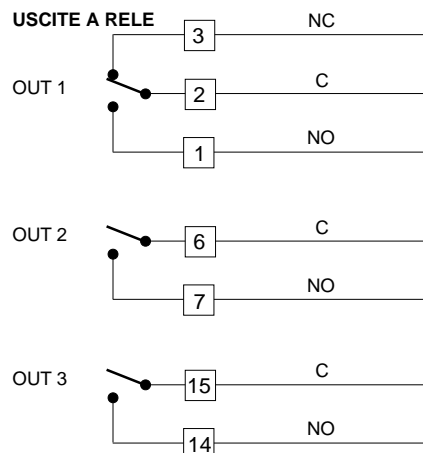 USCITE A RELE
3 NC
OUT 1
2 C
1 NO
OUT 2
6 C
7 NO
OUT 3
15 C
14 NO